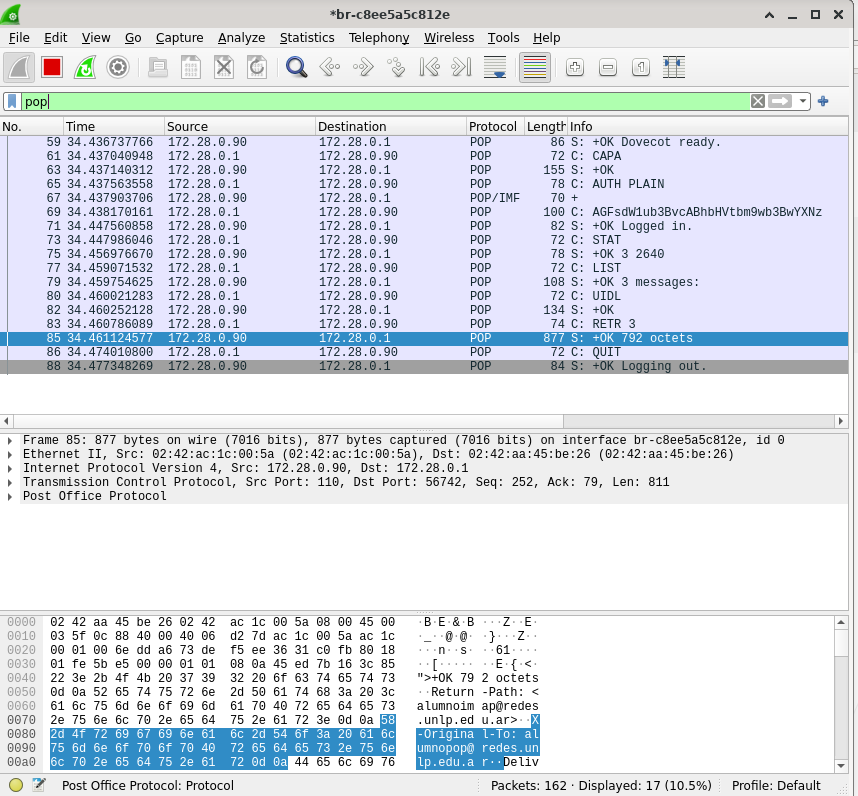 *br-c8ee5a5c812e
File Edit View Go Capture Analyze Statistics Telephony Wireless Tools Help
pop
No. Time Source Destination Protocol Length Info
59 34.436737766 172.28.0.90 172.28.0.1 POP 86 S: +OK Dovecot ready.
61 34.437040948 172.28.0.1 172.28.0.90 POP 72 C: CAPA
63 34.437140312 172.28.0.90 172.28.0.1 POP 155 S: +OK
65 34.437563558 172.28.0.1 172.28.0.90 POP 78 C: AUTH PLAIN
67 34.437903706 172.28.0.90 172.28.0.1 POP/IMF 70 +
69 34.438170161 172.28.0.1 172.28.0.90 POP 100 C: AGFsdW1ub3BvcABhbHVtbm9wb3BwYXNz
71 34.447560858 172.28.0.90 172.28.0.1 POP 82 S: +OK Logged in.
73 34.447986046 172.28.0.1 172.28.0.90 POP 72 C: STAT
75 34.456976670 172.28.0.90 172.28.0.1 POP 78 S: +OK 3 2640
77 34.459071532 172.28.0.1 172.28.0.90 POP 72 C: LIST
79 34.459754625 172.28.0.90 172.28.0.1 POP 108 S: +OK 3 messages:
80 34.460021283 172.28.0.1 172.28.0.90 POP 72 C: UIDL
82 34.460252128 172.28.0.90 172.28.0.1 POP 134 S: +OK
83 34.460786089 172.28.0.1 172.28.0.90 POP 74 C: RETR 3
85 34.461124577 172.28.0.90 172.28.0.1 POP 877 S: +OK 792 octets
86 34.474010800 172.28.0.1 172.28.0.90 POP 72 C: QUIT
88 34.477348269 172.28.0.90 172.28.0.1 POP 84 S: +OK Logging out.
Frame 85: 877 bytes on wire (7016 bits), 877 bytes captured (7016 bits) on interface br-c8ee5a5c812e, id 0
Ethernet II, Src: 02:42:ac:1c:00:5a (02:42:ac:1c:00:5a), Dst: 02:42:aa:45:be:26 (02:42:aa:45:be:26)
Internet Protocol Version 4, Src: 172.28.0.90, Dst: 172.28.0.1
Transmission Control Protocol, Src Port: 110, Dst Port: 56742, Seq: 252, Ack: 79, Len: 811
Post Office Protocol
0000 02 42 aa 45 be 26 02 42 ac 1c 00 5a 08 00 45 00 ·B·E·&·B ···Z··E·
0010 03 5f 0c 88 40 00 40 06 d2 7d ac 1c 00 5a ac 1c ·_··@·@· ·}···Z··
0020 00 01 00 6e dd a6 73 de f5 ee 36 31 c0 fb 80 18 ···n··s· ··61····
0030 01 fe 5b e5 00 00 01 01 08 0a 45 ed 7b 16 3c 85 ··[····· ··E·{·<·
0040 22 3e 2b 4f 4b 20 37 39 32 20 6f 63 74 65 74 73 ">+OK 79 2 octets
0050 0d 0a 52 65 74 75 72 6e 2d 50 61 74 68 3a 20 3c ··Return -Path: <
0060 61 6c 75 6d 6e 6f 69 6d 61 70 40 72 65 64 65 73 alumnoim ap@redes
0070 2e 75 6e 6c 70 2e 65 64 75 2e 61 72 3e 0d 0a 58 .unlp.ed u.ar>··X
0080 2d 4f 72 69 67 69 6e 61 6c 2d 54 6f 3a 20 61 6c -Origina l-To: al
0090 75 6d 6e 6f 70 6f 70 40 72 65 64 65 73 2e 75 6e umnopop@ redes.un
00a0 6c 70 2e 65 64 75 2e 61 72 0d 0a 44 65 6c 69 76 lp.edu.a r··Deliv
Post Office Protocol: Protocol Packets: 162 · Displayed: 17 (10.5%) Profile: Default